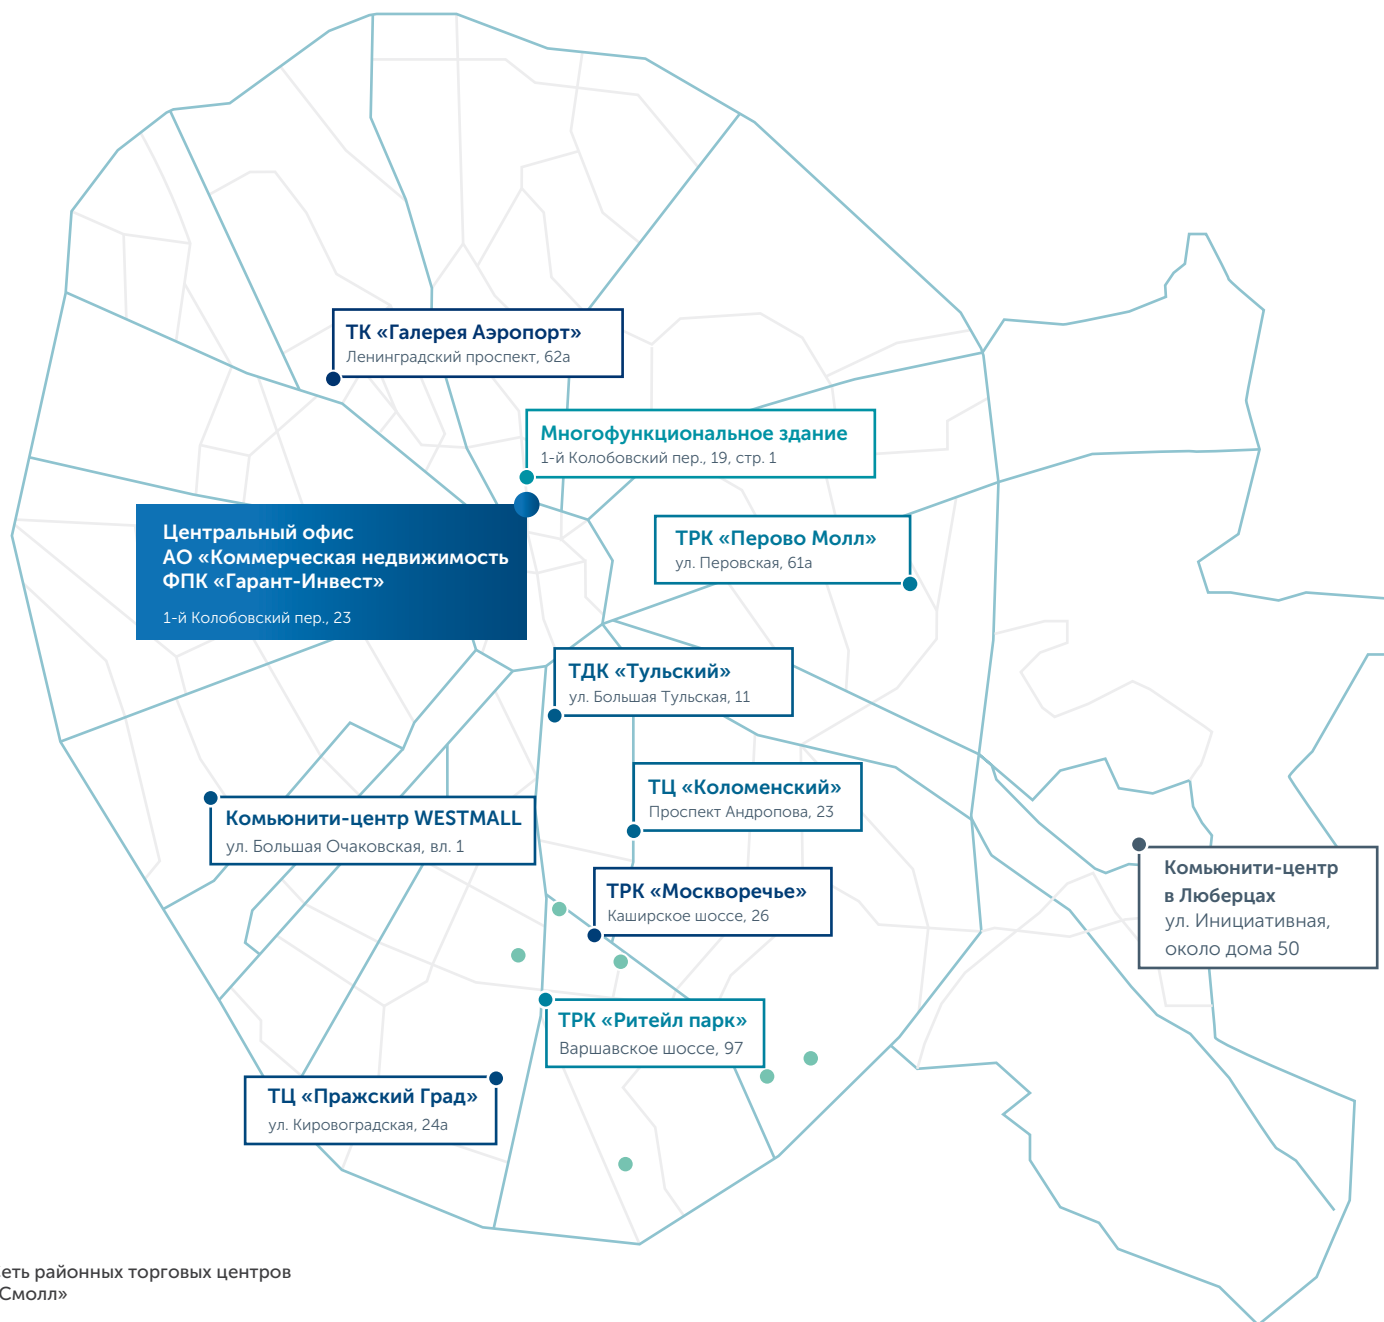 ТК «Галерея Аэропорт»
Ленинградский проспект, 62а
Многофункциональное здание
1-й Колобовский пер., 19, стр. 1
Центральный офис
АО «Коммерческая недвижимость
ФПК «Гарант-Инвест»
1-й Колобовский пер., 23
ТРК «Перово Молл»
ул. Перовская, 61а
ТДК «Тульский»
ул. Большая Тульская, 11
ТЦ «Коломенский»
Проспект Андропова, 23
Комьюнити-центр WESTMALL
ул. Большая Очаковская, вл. 1
ТРК «Москворечье»
Каширское шоссе, 26
Комьюнити-центр
в Люберцах
ул. Инициативная,
около дома 50
ТРК «Ритейл парк»
Варшавское шоссе, 97
ТЦ «Пражский Град»
ул. Кировоградская, 24а
еть районных торговых центров
Смолл»